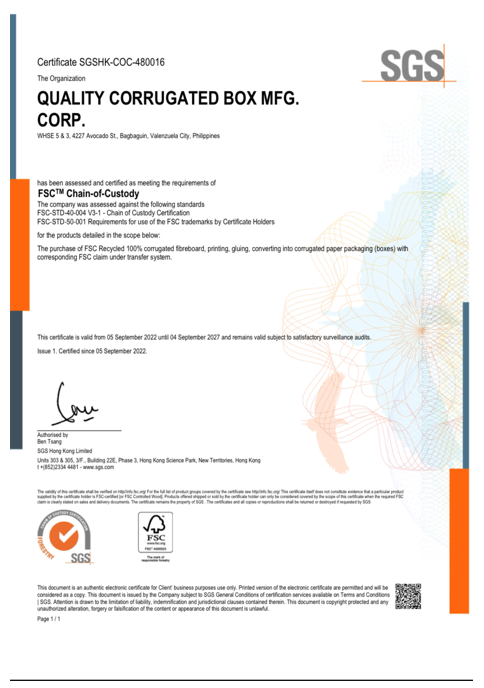 Certificate SGSHK-COC-480016
SGS
The Organization
QUALITY CORRUGATED BOX MFG.
CORP.
WHSE 5 & 3, 4227 Avocado St., Bagbaguin, Valenzuela City, Philippines
has been assessed and certified as meeting the requirements of
FSC™ Chain-of-Custody
The company was assessed against the following standards
FSC-STD-40-004 V3-1 - Chain of Custody Certification
FSC-STD-50-001 Requirements for use of the FSC trademarks by Certificate Holders
for the products detailed in the scope below:
The purchase of FSC Recycled 100% corrugated fibreboard, printing, gluing, converting into corrugated paper packaging (boxes) with
corresponding FSC claim under transfer system.
This certificate is valid from 05 September 2022 until 04 September 2027 and remains valid subject to satisfactory surveillance audits.
Issue 1. Certified since 05 September 2022.
Authorised by
Ben Tsang
SGS Hong Kong Limited
Units 303 & 305, 3/F., Building 22E, Phase 3, Hong Kong Science Park, New Territories, Hong Kong
t +(852)2334 4481 - www.sgs.com
The validity of this certificate shall be verified on http//info.fsc.org/ For the full list of product groups covered by the certificate see http//info.fsc.org/ This certificate itself does not constitute evidence that a particular product
supplied by the certificate holder is FSC-certified [or FSC Controlled Wood]. Products offered shipped or sold by the certificate holder can only be considered covered by the scope of this certificate when the required FSC
claim is clearly stated on sales and delivery documents. The certificate remains the property of SGS . The certificates and all copies or reproductions shall be returned or destroyed if requested by SGS
FORESTRY
SGS
FSC
www.fsc.org
The mark of
responsible forestry
This document is an authentic electronic certificate for Client' business purposes use only. Printed version of the electronic certificate are permitted and will be
considered as a copy. This document is issued by the Company subject to SGS General Conditions of certification services available on Terms and Conditions
| SGS. Attention is drawn to the limitation of liability, indemnification and jurisdictional clauses contained therein. This document is copyright protected and any
unauthorized alteration, forgery or falsification of the content or appearance of this document is unlawful.
Page 1 / 1